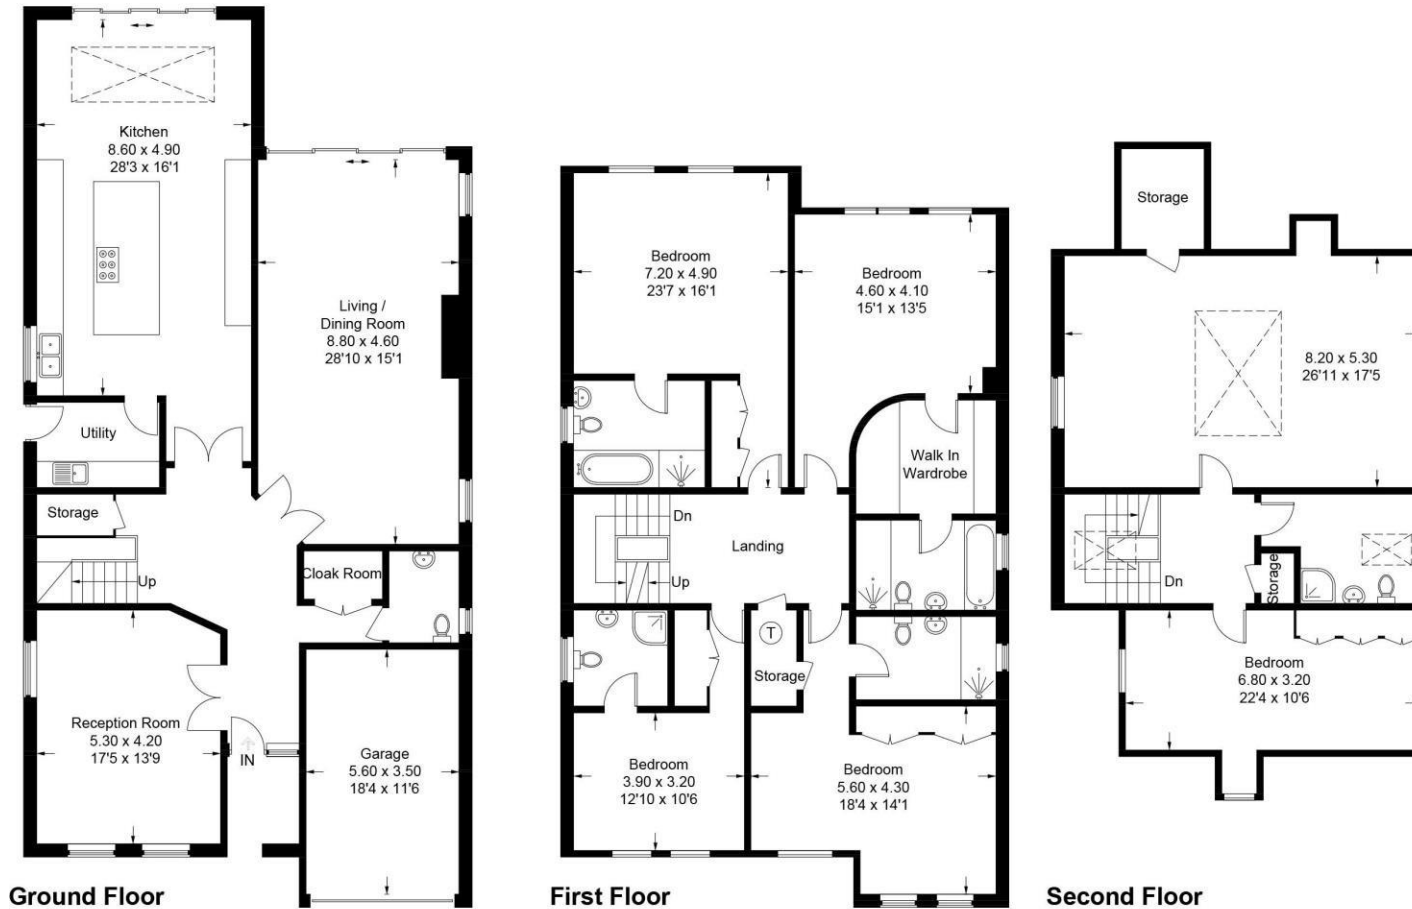 Kitchen
8.60 x 4.90
28'3 x 16'1
Living /
Dining Room
8.80 x 4.60
28'10 x 15'1
Utility
Storage
Up
Cloak Room
Reception Room
5.30 x 4.20
17'5 x 13'9
IN
Garage
5.60 x 3.50
18'4 x 11'6
Ground Floor
Bedroom
7.20 x 4.90
23'7 x 16'1
Bedroom
4.60 x 4.10
15'1 x 13'5
Walk In
Wardrobe
Dn
Landing
Up
T
Storage
Bedroom
3.90 x 3.20
12'10 x 10'6
Bedroom
5.60 x 4.30
18'4 x 14'1
First Floor
Storage
8.20 x 5.30
26'11 x 17'5
Dn
Storage
Bedroom
6.80 x 3.20
22'4 x 10'6
Second Floor